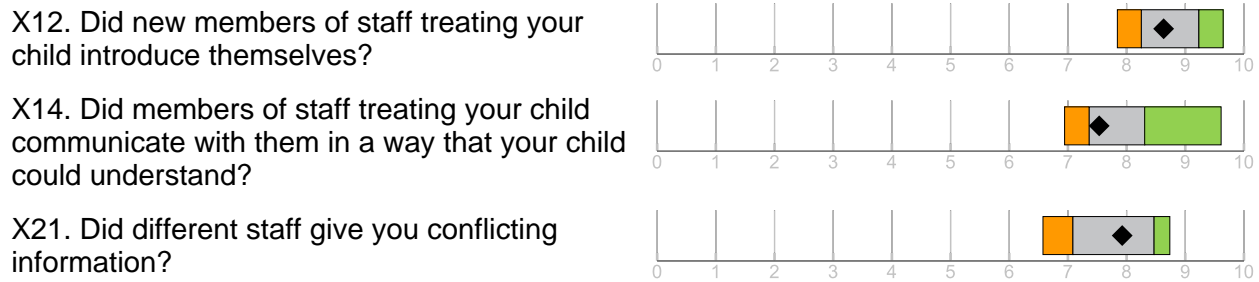 X12. Did new members of staff treating your
child introduce themselves?
0 1 2 3 4 5 6 7 8 9 10
X14. Did members of staff treating your child
communicate with them in a way that your child
could understand?
0 1 2 3 4 5 6 7 8 9 10
X21. Did different staff give you conflicting
information?
0 1 2 3 4 5 6 7 8 9 10